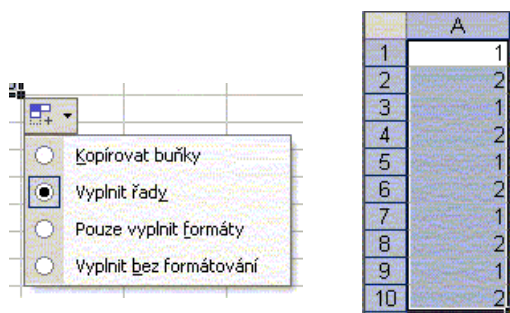 Kopírovat buňky
Vyplnit řady
Pouze vyplnit formáty
Vyplnit bez formátování
A
1 1
2 2
3 1
4 2
5 1
6 2
7 1
8 2
9 1
10 2